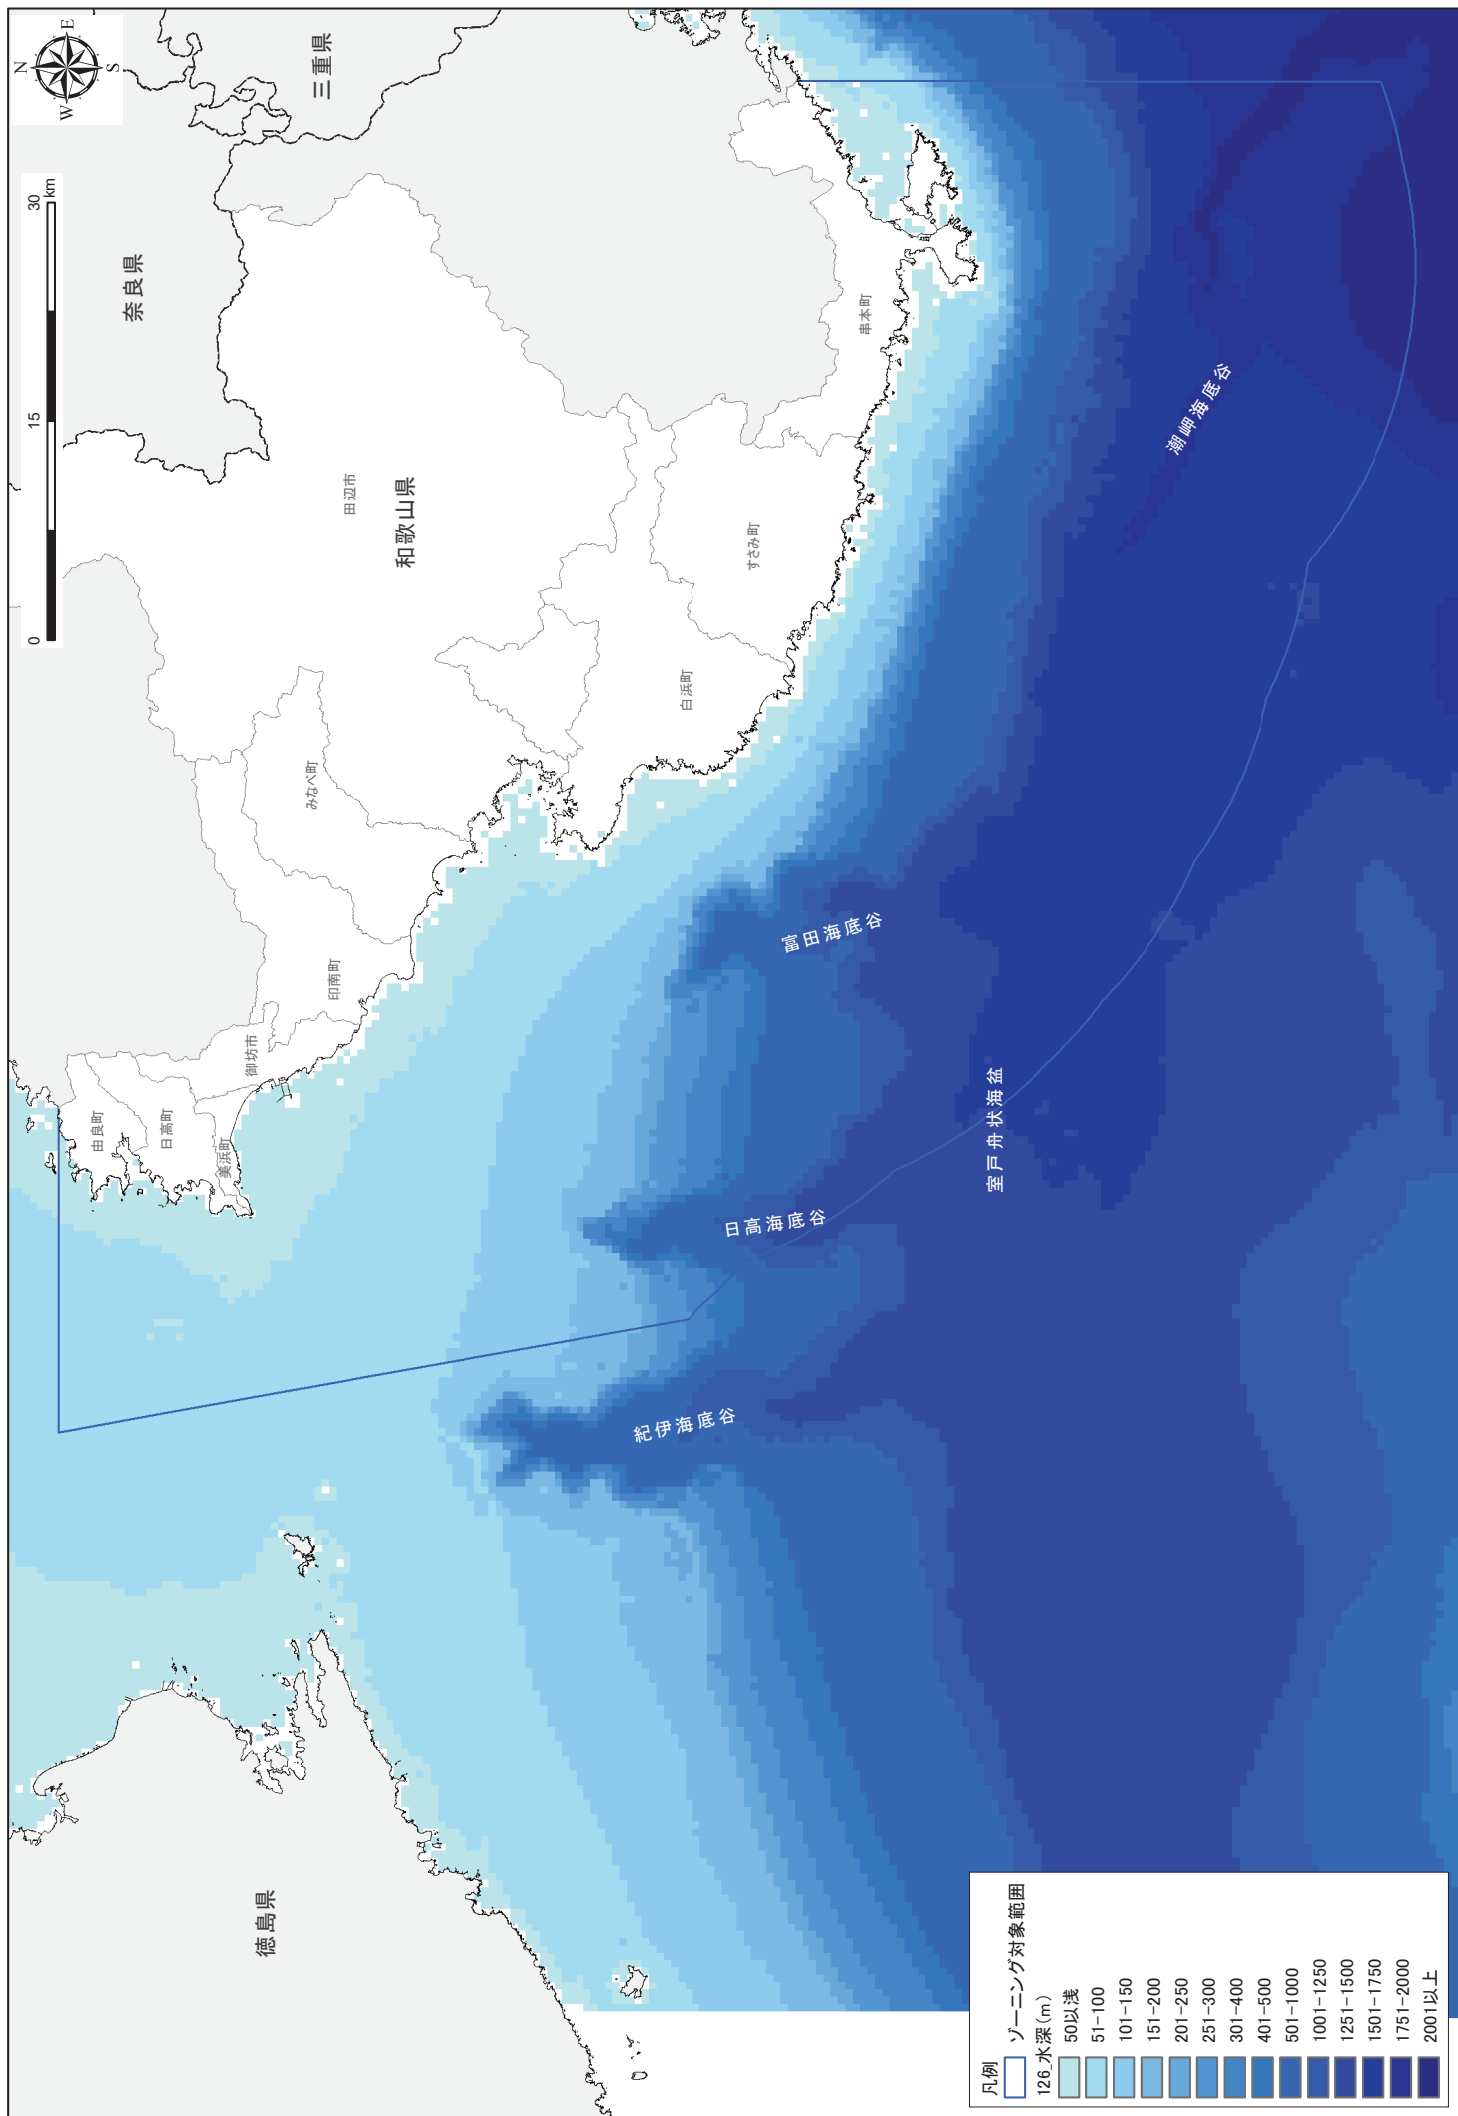 N
E
S
W
0
15
30
km
三重県
奈良県
和歌山県
徳島県
田辺市
みなべ町
印南町
御坊市
美浜町
日高町
由良町
白浜町
すさみ町
串本町
紀伊海底谷
日高海底谷
富田海底谷
室戸舟状海盆
潮岬海底谷
凡例
ゾーニング対象範囲
126_水深(m)
50以浅
51-100
101-150
151-200
201-250
251-300
301-400
401-500
501-1000
1001-1250
1251-1500
1501-1750
1751-2000
2001以上